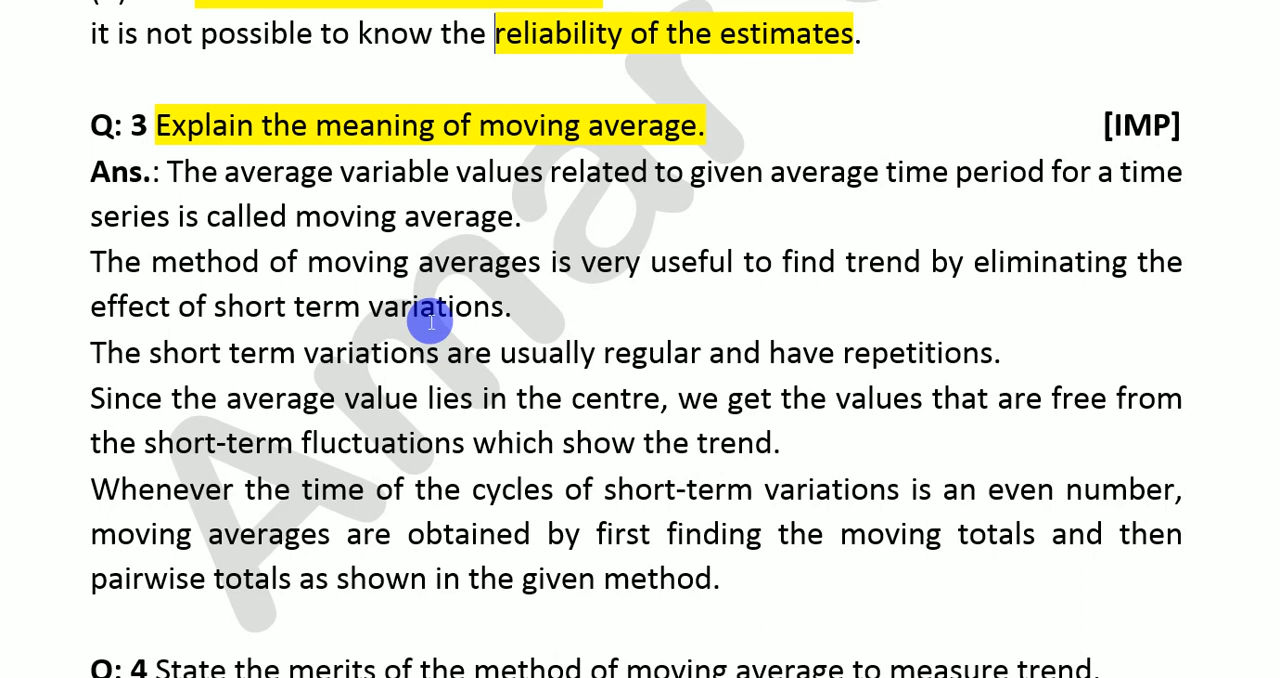 it is not possible to know the reliability of the estimates.
Q: 3 Explain the meaning of moving average. [IMP]
Ans.: The average variable values related to given average time period for a time
series is called moving average.
The method of moving averages is very useful to find trend by eliminating the
effect of short term variations.
The short term variations are usually regular and have repetitions.
Since the average value lies in the centre, we get the values that are free from
the short-term fluctuations which show the trend.
Whenever the time of the cycles of short-term variations is an even number,
moving averages are obtained by first finding the moving totals and then
pairwise totals as shown in the given method.
Q: 4 State the merits of the method of moving average to measure trend.
Amar